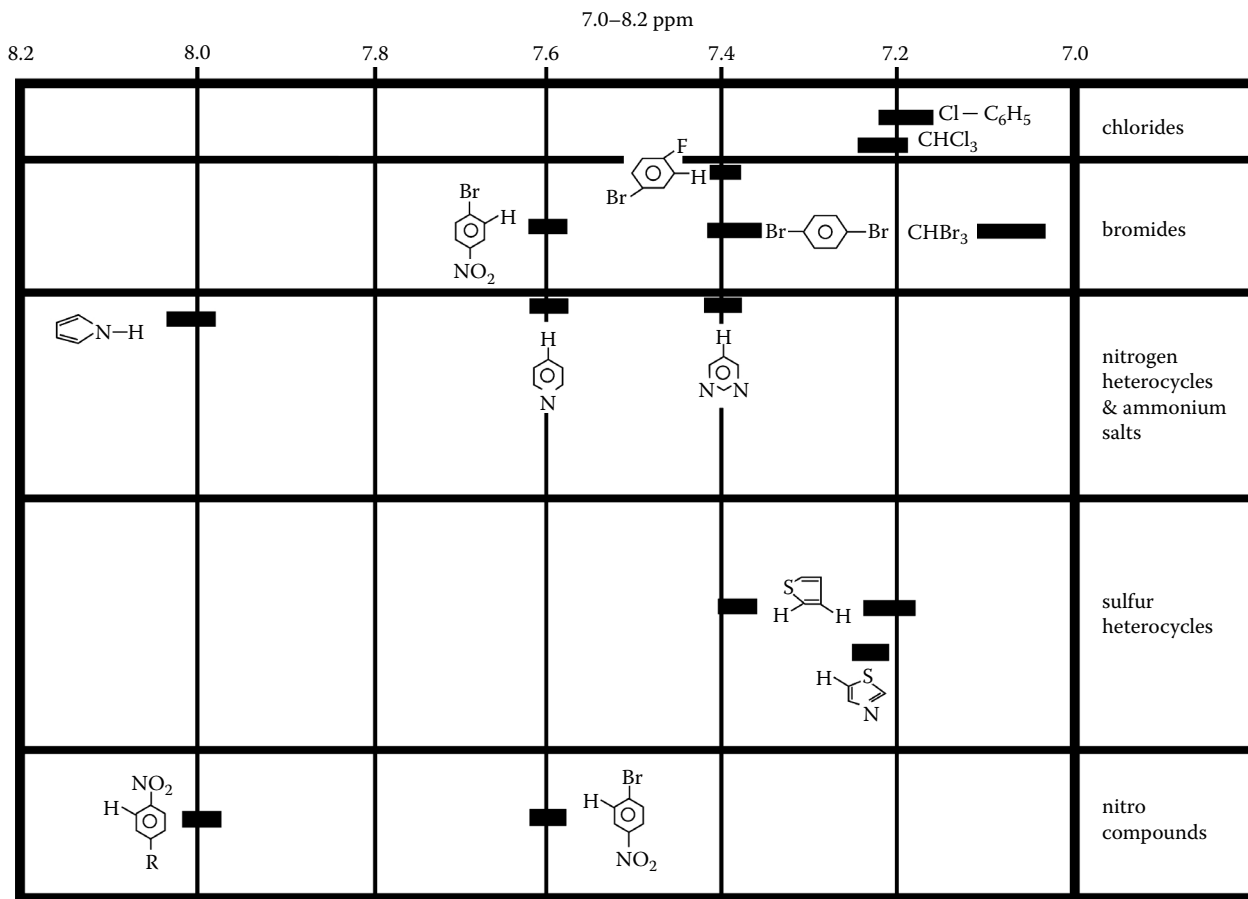 7.0–8.2 ppm
8.2 8.0 7.8 7.6 7.4 7.2 7.0
Cl — C₆H₅
CHCl₃
chlorides
F
H
Br
Br
H
NO₂
Br Br
CHBr₃
bromides
N—H
H
N
H
N N
nitrogen
heterocycles
& ammonium
salts
S
H H
H S
N
sulfur
heterocycles
NO₂
H
R
Br
H
NO₂
nitro
compounds